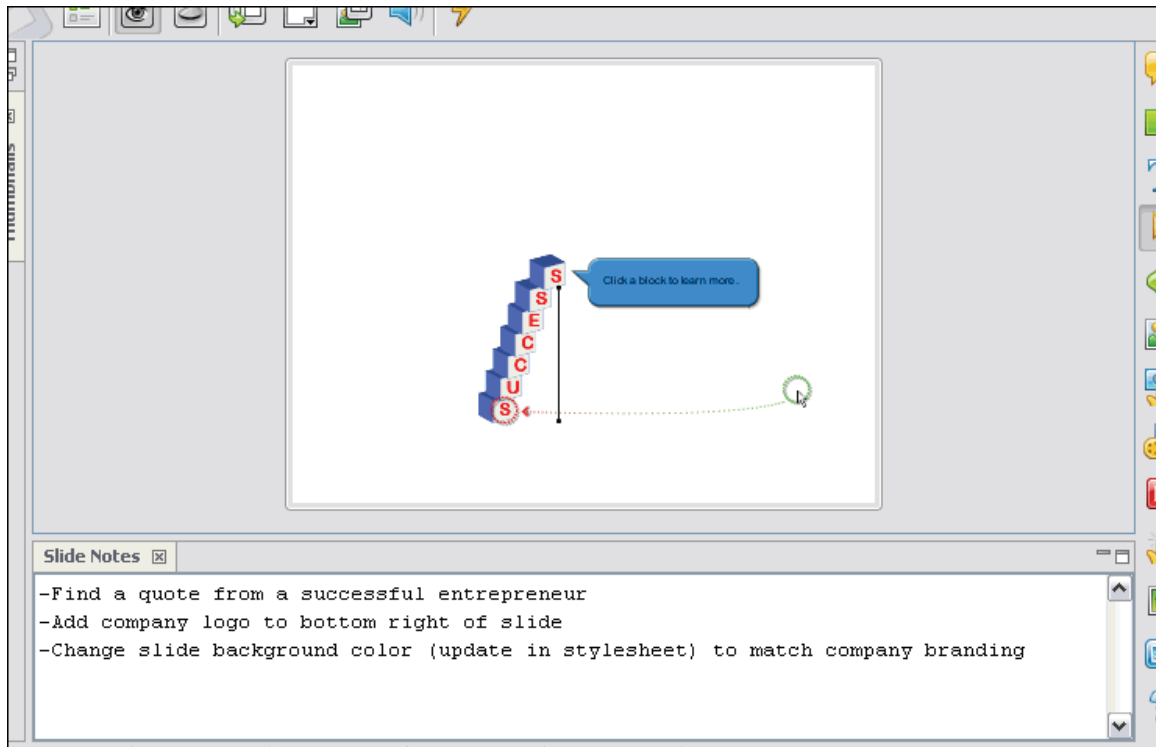 Thumbnails
S
S
E
C
C
U
S
Click a block to learn more..
Slide Notes
-Find a quote from a successful entrepreneur
-Add company logo to bottom right of slide
-Change slide background color (update in stylesheet) to match company branding